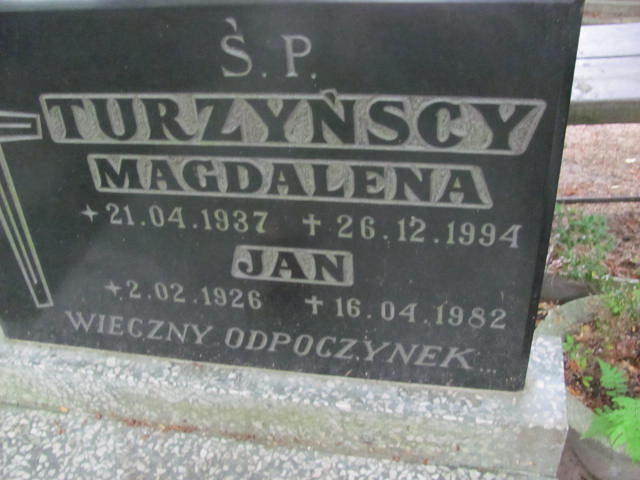 Ś. P.
TURZYŃSCY
MAGDALENA
✦ 21.04.1937 ✝ 26.12.1994
JAN
✦ 2.02.1926 ✝ 16.04.1982
WIECZNY ODPOCZYNEK...